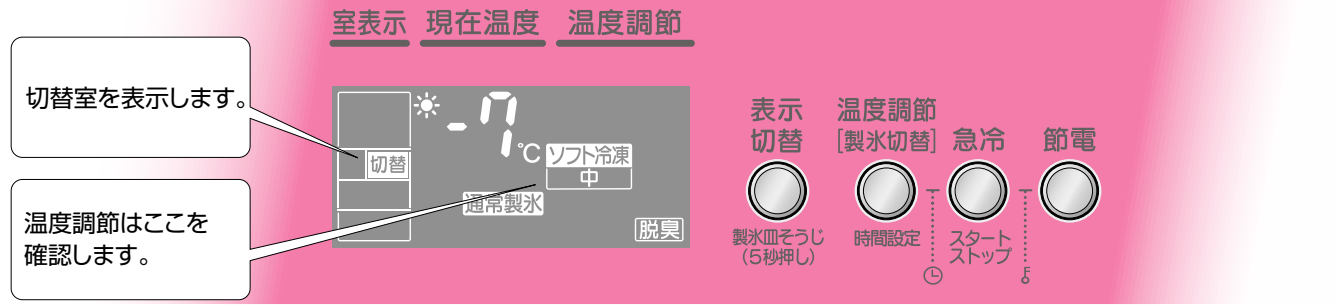 室表示 現在温度 温度調節
切替室を表示します。
温度調節はここを
確認します。
-7℃
切替
ソフト冷凍
中
通常製氷
脱臭
表示
切替
温度調節
[製氷切替]
急冷
節電
製氷皿そうじ
(5秒押し)
時間設定
スタート
ストップ